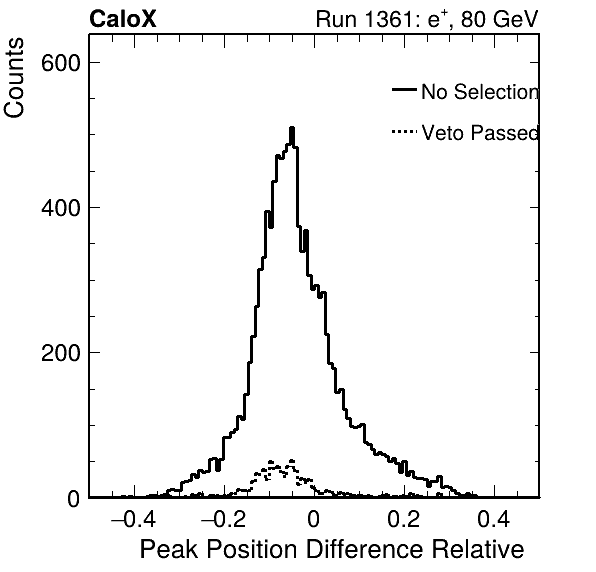 CaloX Run 1361: e+, 80 GeV
Counts
600
No Selection
Veto Passed
400
200
0
−0.4 −0.2 0 0.2 0.4
Peak Position Difference Relative